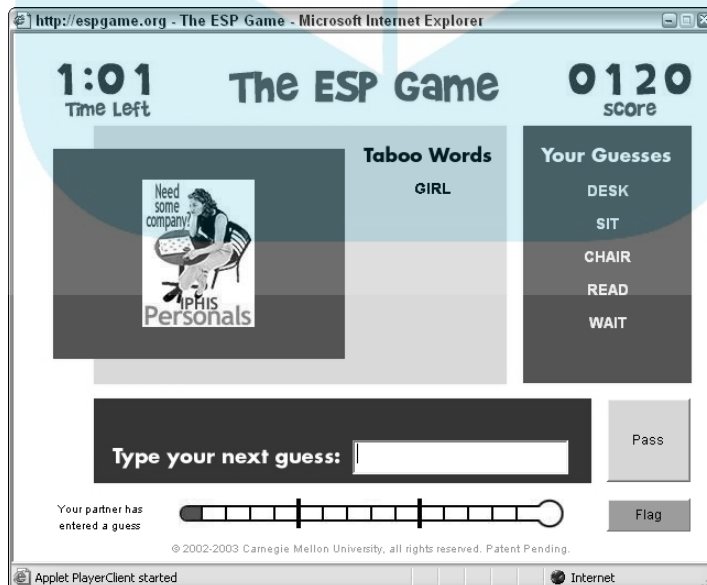 http://espgame.org - The ESP Game - Microsoft Internet Explorer
1:01
Time Left
The ESP Game
0120
score
Taboo Words
GIRL
Your Guesses
DESK
SIT
CHAIR
READ
WAIT
Need
some
company?
IPHIS
Personals
Type your next guess:
Pass
Your partner has
entered a guess
Flag
© 2002-2003 Carnegie Mellon University, all rights reserved. Patent Pending.
Applet PlayerClient started
Internet